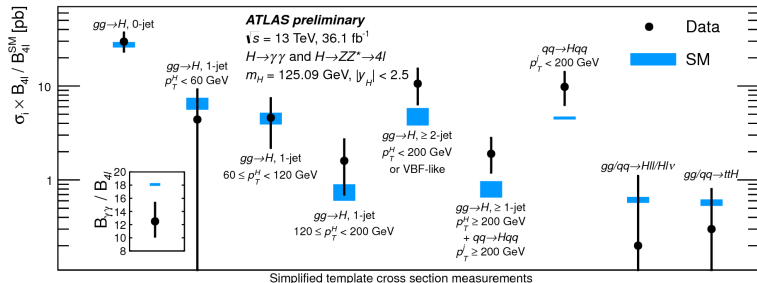 σi × B4l / B4lSM [pb]
10
1
ATLAS preliminary
√s = 13 TeV, 36.1 fb-1
H→γγ and H→ZZ*→4l
mH = 125.09 GeV, |yH| < 2.5
Data
SM
gg→H, 0-jet
gg→H, 1-jet
pTH < 60 GeV
gg→H, 1-jet
60 ≤ pTH < 120 GeV
gg→H, 1-jet
120 ≤ pTH < 200 GeV
gg→H, ≥ 2-jet
pTH < 200 GeV
or VBF-like
gg→H, ≥ 1-jet
pTH ≥ 200 GeV
+ qq→Hqq
pTj ≥ 200 GeV
qq→Hqq
pTj < 200 GeV
gg/qq→Hll/Hlν
gg/qq→ttH
Bγγ / B4l
20
18
16
14
12
10
8
Simplified template cross section measurements